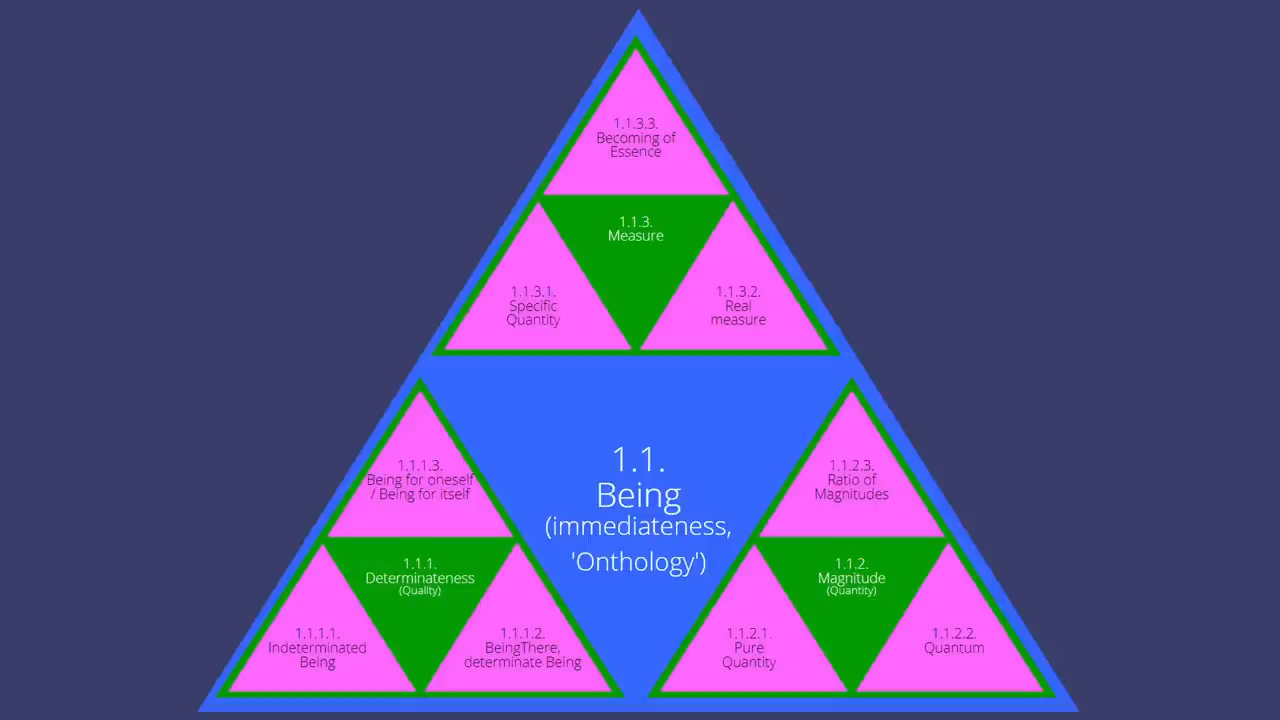 1.1.3.3.
Becoming of
Essence
1.1.3.
Measure
1.1.3.1.
Specific
Quantity
1.1.3.2.
Real
measure
1.1.
Being
(immediateness,
'Onthology')
1.1.1.3.
Being for oneself
/ Being for itself
1.1.1.
Determinateness
(Quality)
1.1.1.1.
Indeterminated
Being
1.1.1.2.
BeingThere,
determinate Being
1.1.2.3.
Ratio of
Magnitudes
1.1.2.
Magnitude
(Quantity)
1.1.2.1.
Pure
Quantity
1.1.2.2.
Quantum